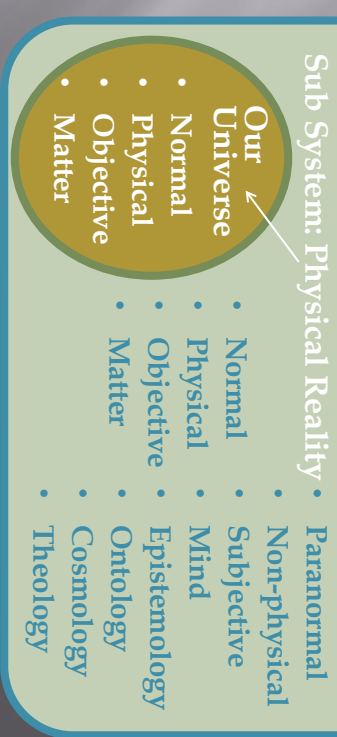 Sub System: Physical Reality
Our
Universe
• Normal
• Physical
• Objective
• Matter
• Normal
• Physical
• Objective
• Matter
• Paranormal
• Non-physical
• Subjective
• Mind
• Epistemology
• Ontology
• Cosmology
• Theology